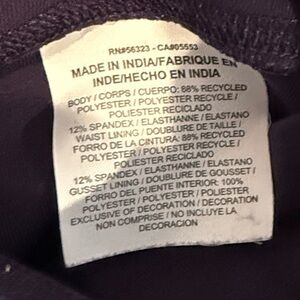 RN#56323 - CA#05553
MADE IN INDIA/FABRIQUE EN
INDE/HECHO EN INDIA
BODY / CORPS / CUERPO: 88% RECYCLED
POLYESTER / POLYESTER RECYCLÉ /
POLIESTER RECICLADO
12% SPANDEX / ELASTHANNE / ELASTANO
WAIST LINING / DOUBLURE DE TAILLE /
FORRO DE LA CINTURA: 88% RECYCLED
POLYESTER / POLYESTER RECYCLÉ /
POLIESTER RECICLADO
12% SPANDEX / ELASTHANNE / ELASTANO
GUSSET LINING / DOUBLURE DE GOUSSET /
FORRO DEL PUENTE INTERIOR: 100%
POLYESTER / POLYESTER / POLIESTER
EXCLUSIVE OF DECORATION / DECORATION
NON COMPRISE / NO INCLUYE LA
DECORACION